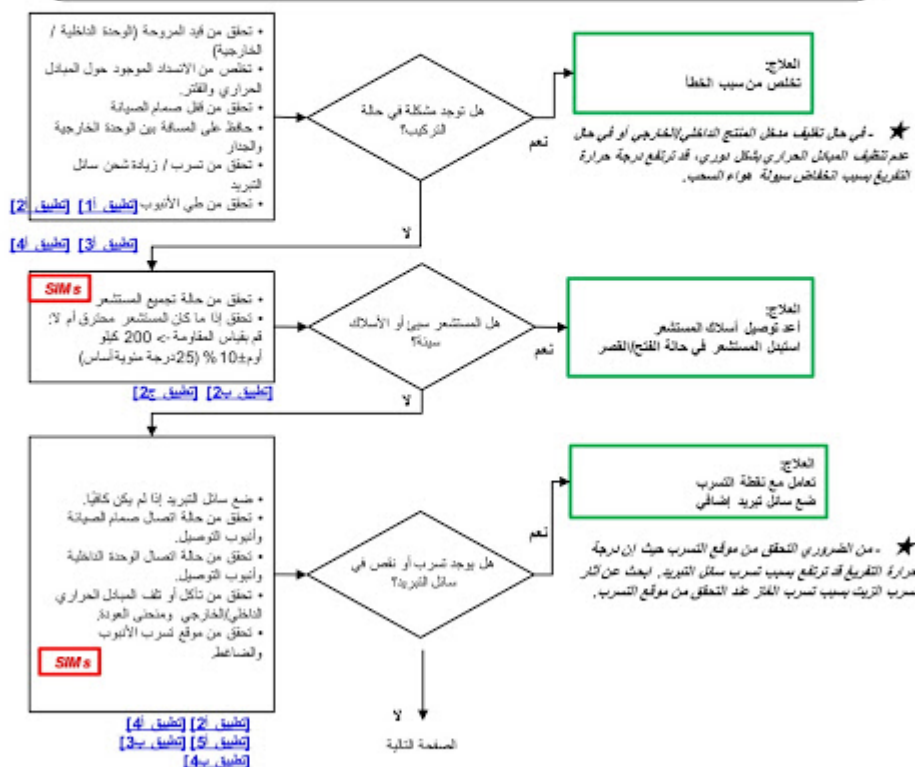 • تحقق من قيد المروحة (الوحدة الداخلية /
الخارجية)
• تخلص من الانسداد الموجود حول المبادل
الحراري والفلتر.
• تحقق من قفل صمام الصيانة
• حافظ على المسافة بين الوحدة الخارجية
والجدار
• تحقق من تسرب / زيادة شحن سائل
التبريد
• تحقق من طي الأنبوب
[تطبيق أ1] [تطبيق أ2]
[تطبيق أ3] [تطبيق أ4]
هل توجد مشكلة في حالة
التركيب؟
نعم
لا
العلاج:
تخلص من سبب الخطأ
★ - في حال تغليف مدخل المنتج الداخلي/الخارجي أو في حال
عدم تنظيف المبادل الحراري بشكل دوري، قد ترتفع درجة حرارة
التفريغ بسبب انخفاض سيولة هواء السحب.
SIMs
• تحقق من حالة تجميع المستشعر
• تحقق إذا ما كان المستشعر محترق أم لا:
قم بقياس المقاومة -> 200 كيلو
أوم±10% (25درجة مئوية أساس)
[تطبيق ب2] [تطبيق ج2]
هل المستشعر سيئ أو الأسلاك
سيئة؟
نعم
لا
العلاج:
أعد توصيل أسلاك المستشعر
استبدل المستشعر في حالة الفتح/القصر
• ضع سائل التبريد إذا لم يكن كافيًا.
• تحقق من حالة اتصال صمام الصيانة
وأنبوب التوصيل.
• تحقق من حالة اتصال الوحدة الداخلية
وأنبوب التوصيل.
• تحقق من تآكل أو تلف المبادل الحراري
الداخلي/الخارجي ومنحنى العودة.
• تحقق من موقع تسرب الأنبوب
والضاغط.
SIMs
[تطبيق أ2] [تطبيق أ4]
[تطبيق أ5] [تطبيق ب3]
[تطبيق ب4]
هل يوجد تسرب أو نقص في
سائل التبريد؟
نعم
لا
الصفحة التالية
العلاج:
تعامل مع نقطة التسرب
ضع سائل تبريد إضافي
★ - من الضروري التحقق من موقع التسرب حيث إن درجة
حرارة التفريغ قد ترتفع بسبب تسرب سائل التبريد. ابحث عن آثار
تسرب الزيت بسبب تسرب الغاز عند التحقق من موقع التسرب.